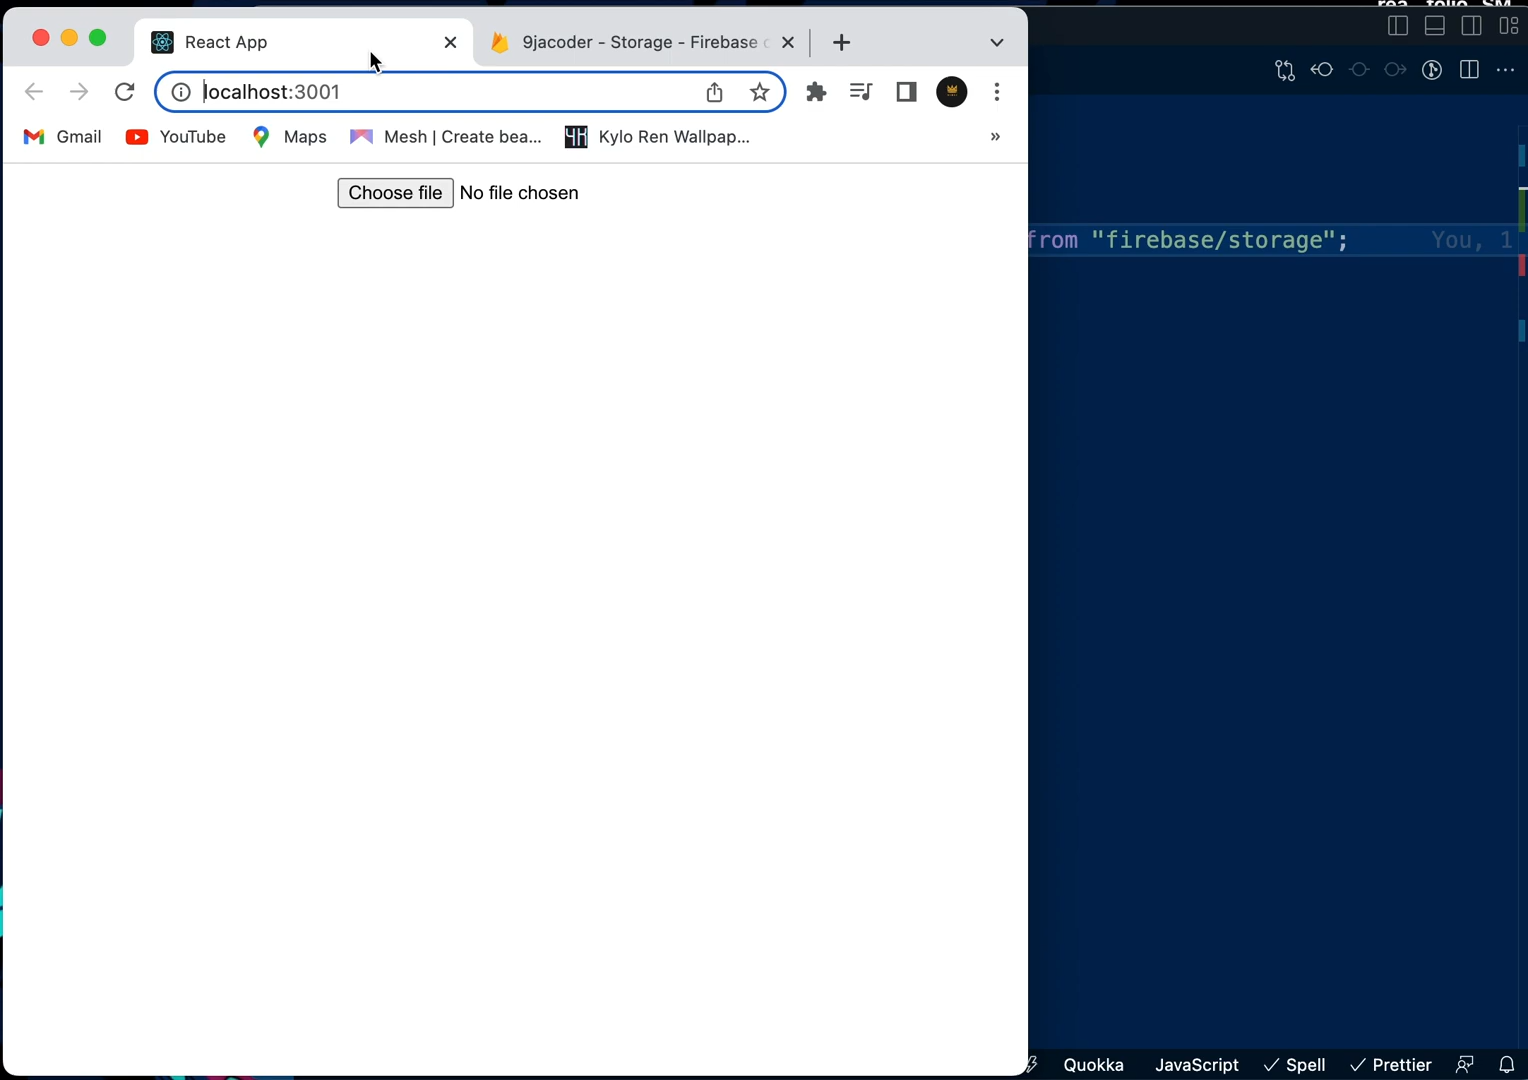 React App
9jacoder - Storage - Firebase
localhost:3001
Gmail
YouTube
Maps
Mesh | Create bea...
Kylo Ren Wallpap...
»
Choose file No file chosen
from "firebase/storage"; You, 1
Quokka
JavaScript
Spell
Prettier